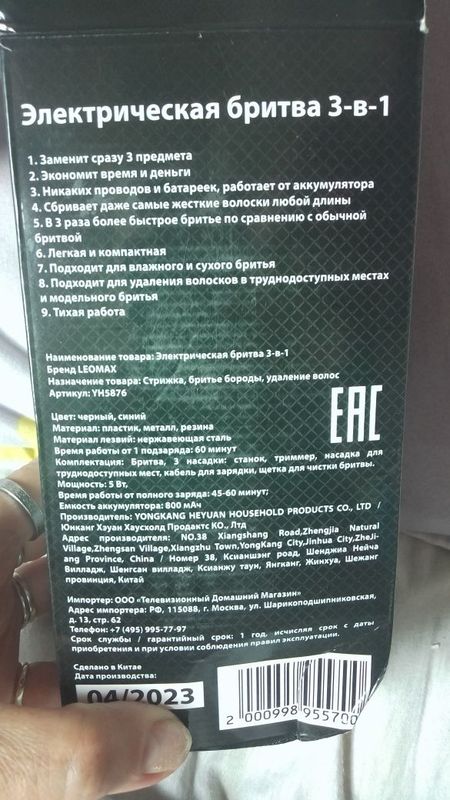 Электрическая бритва 3-в-1
1. Заменит сразу 3 предмета
2. Экономит время и деньги
3. Никаких проводов и батареек, работает от аккумулятора
4. Сбривает даже самые жесткие волоски любой длины
5. В 3 раза более быстрое бритье по сравнению с обычной
бритвой
6. Легкая и компактная
7. Подходит для влажного и сухого бритья
8. Подходит для удаления волосков в труднодоступных местах
и модельного бритья
9. Тихая работа
Наименование товара: Электрическая бритва 3-в-1
Бренд LEOMAX
Назначение товара: Стрижка, бритье бороды, удаление волос
Артикул: YH5876
EAC
Цвет: черный, синий
Материал: пластик, металл, резина
Материал лезвий: нержавеющая сталь
Время работы от 1 подзаряда: 60 минут
Комплектация: Бритва, 3 насадки: станок, триммер, насадка для
труднодоступных мест, кабель для зарядки, щетка для чистки бритвы.
Мощность: 5 Вт,
Время работы от полного заряда: 45-60 минут;
Емкость аккумулятора: 800 мАч
Производитель: YONGKANG HEYUAN HOUSEHOLD PRODUCTS CO., LTD /
Юнканг Хэуан Хаусхолд Продактс КО., Лтд
Адрес производителя: NO.38 Xiangshang Road,Zhengjia Natural
Village,Zhengsan Village,Xiangzhu Town,YongKang City,Jinhua City,ZheJi-
ang Province, China / Номер 38, Ксианшэнг роад, Шенджиа Нейча
Вилладж, Шенгсан вилладж, Ксианжу таун, Янгканг, Жинхуа, Шежанг
провинция, Китай
Импортер: ООО «Телевизионный Домашний Магазин»
Адрес импортера: РФ, 115088, г. Москва, ул. Шарикоподшипниковская,
д. 13, стр. 62
Телефон: +7 (495) 995-77-97
Срок службы / гарантийный срок: 1 год, исчисляя срок с даты
приобретения и при условии соблюдения правил эксплуатации.
Сделано в Китае
Дата производства:
04/2023
2 000998 955700